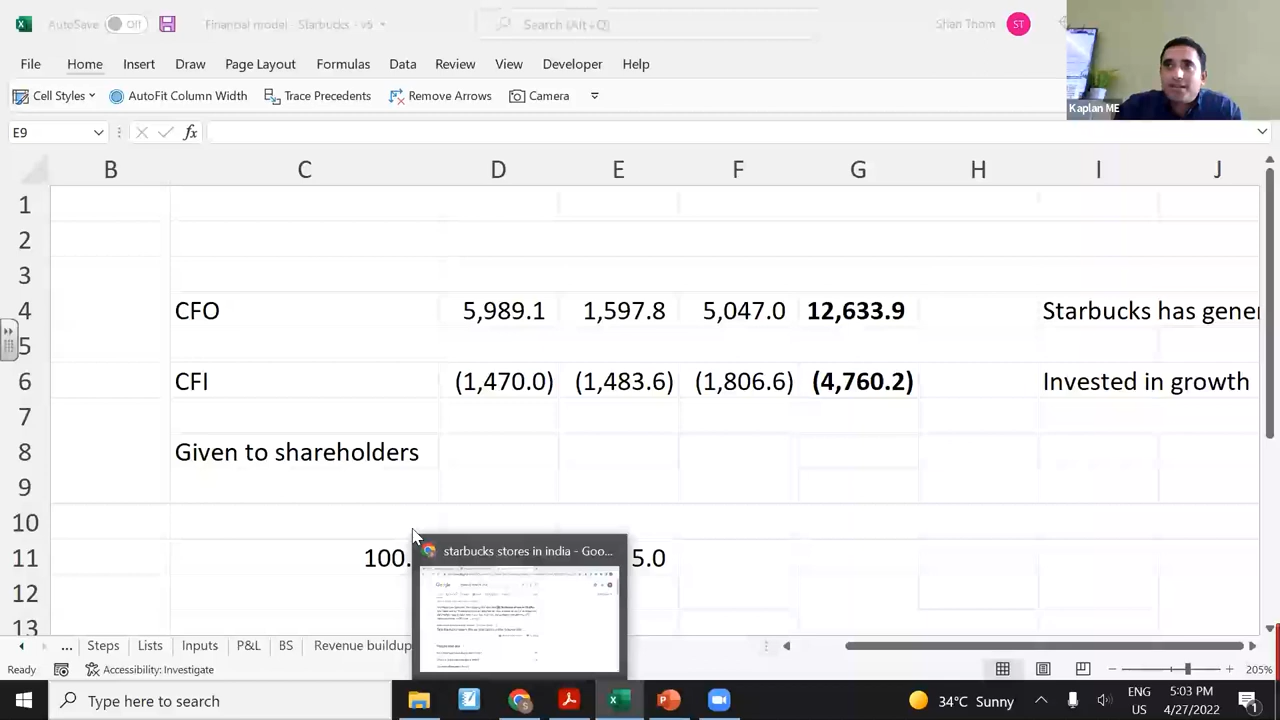 AutoSave Off Financial model Starbucks - v5 Search (Alt+Q) Shan Thom ST
File Home Insert Draw Page Layout Formulas Data Review View Developer Help
Cell Styles AutoFit Column Width Trace Precedents Remove Arrows Camera
Kaplan ME
E9 fx
B C D E F G H I J
1
2
3
4 CFO 5,989.1 1,597.8 5,047.0 12,633.9 Starbucks has gener
5
6 CFI (1,470.0) (1,483.6) (1,806.6) (4,760.2) Invested in growth
7
8 Given to shareholders
9
10
11 100. 5.0
starbucks stores in india - Goo...
12
... Steps Lists Inputs P&L BS Revenue buildup
Accessibility: Investigate 205%
Type here to search 34°C Sunny ENG US 5:03 PM 4/27/2022 1